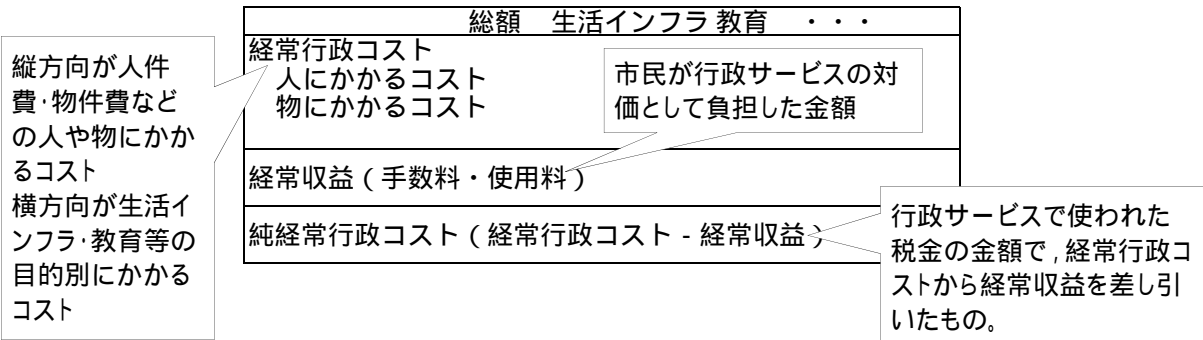 総額 生活インフラ 教育 ・・・
経常行政コスト
人にかかるコスト
物にかかるコスト
経常収益(手数料・使用料)
純経常行政コスト(経常行政コスト-経常収益)
縦方向が人件
費・物件費など
の人や物にかか
るコスト
横方向が生活イ
ンフラ・教育等の
目的別にかかる
コスト
市民が行政サービスの対
価として負担した金額
行政サービスで使われた
税金の金額で,経常行政コ
ストから経常収益を差し引
いたもの。